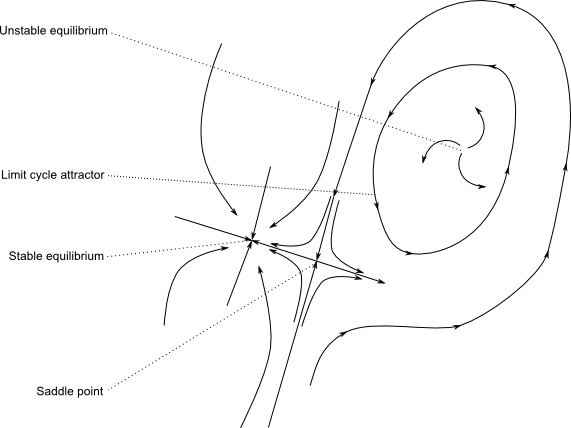 Unstable equilibrium
Limit cycle attractor
Stable equilibrium
Saddle point